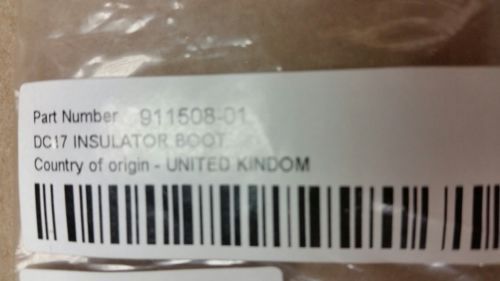 Part Number 911508-01
DC17 INSULATOR BOOT
Country of origin - UNITED KINDOM